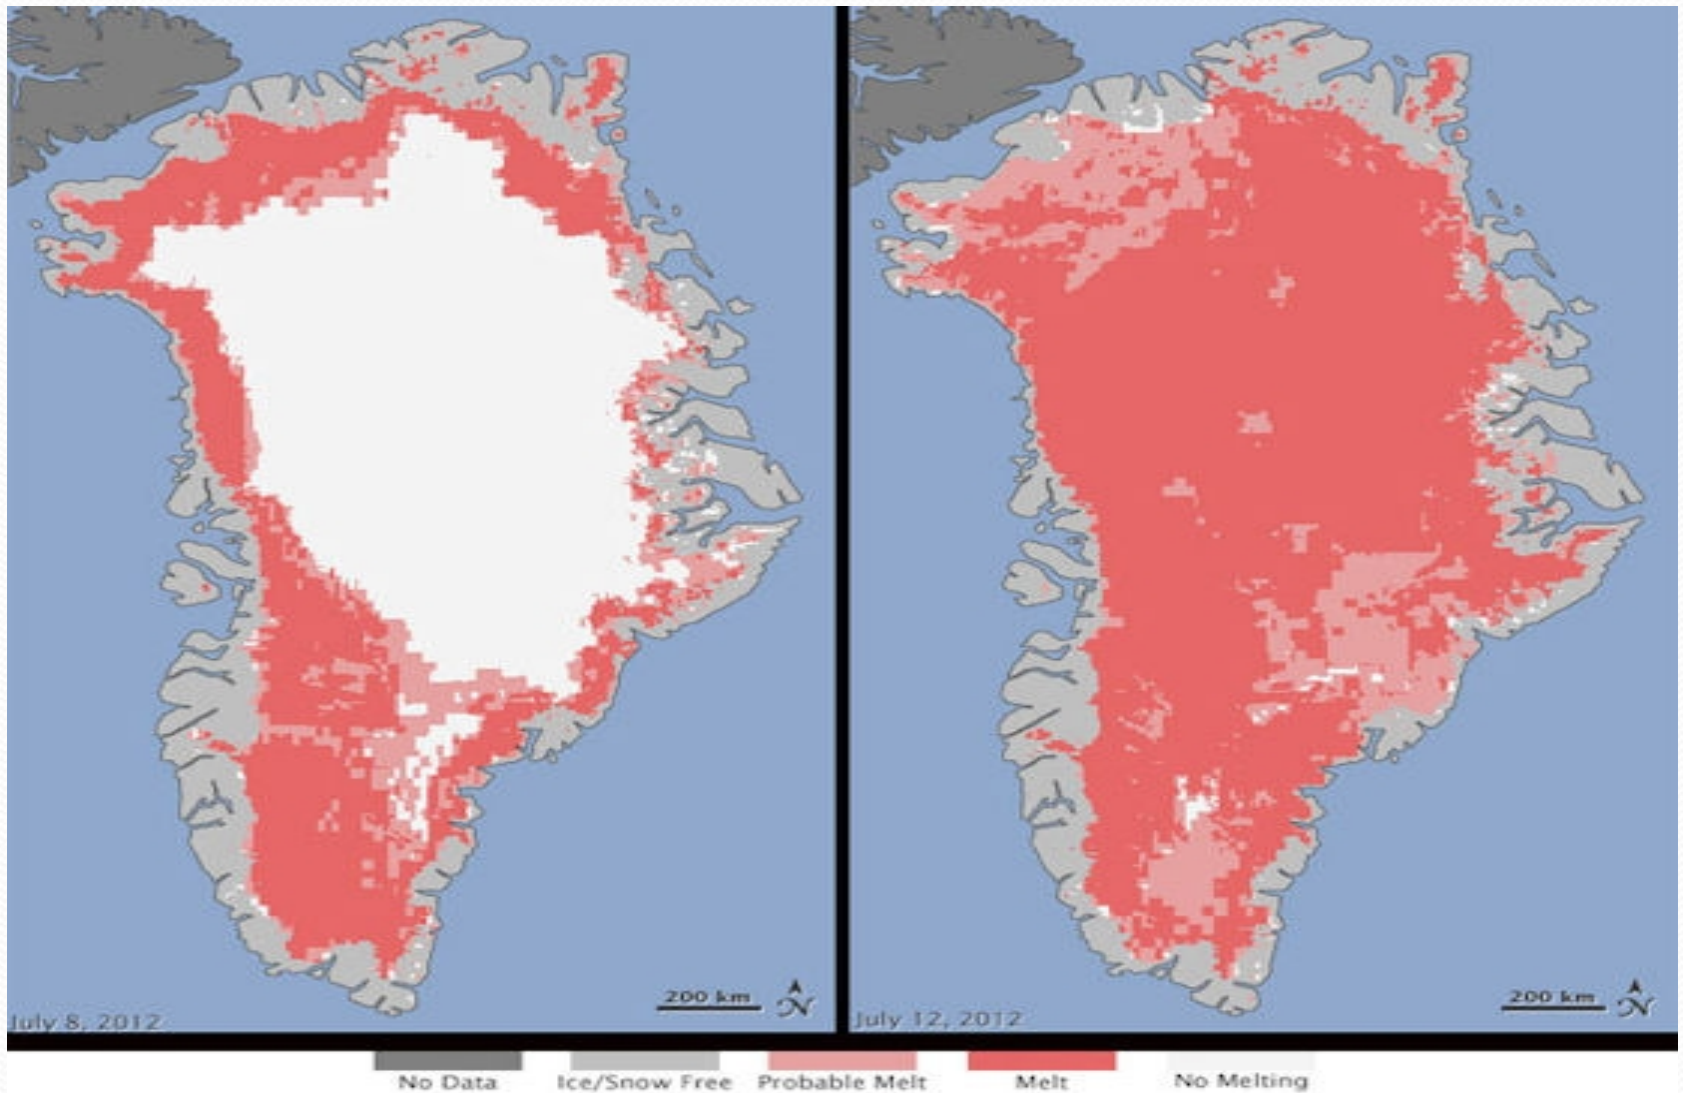 200 km
N
July 8, 2012
200 km
N
July 12, 2012
No Data
Ice/Snow Free
Probable Melt
Melt
No Melting